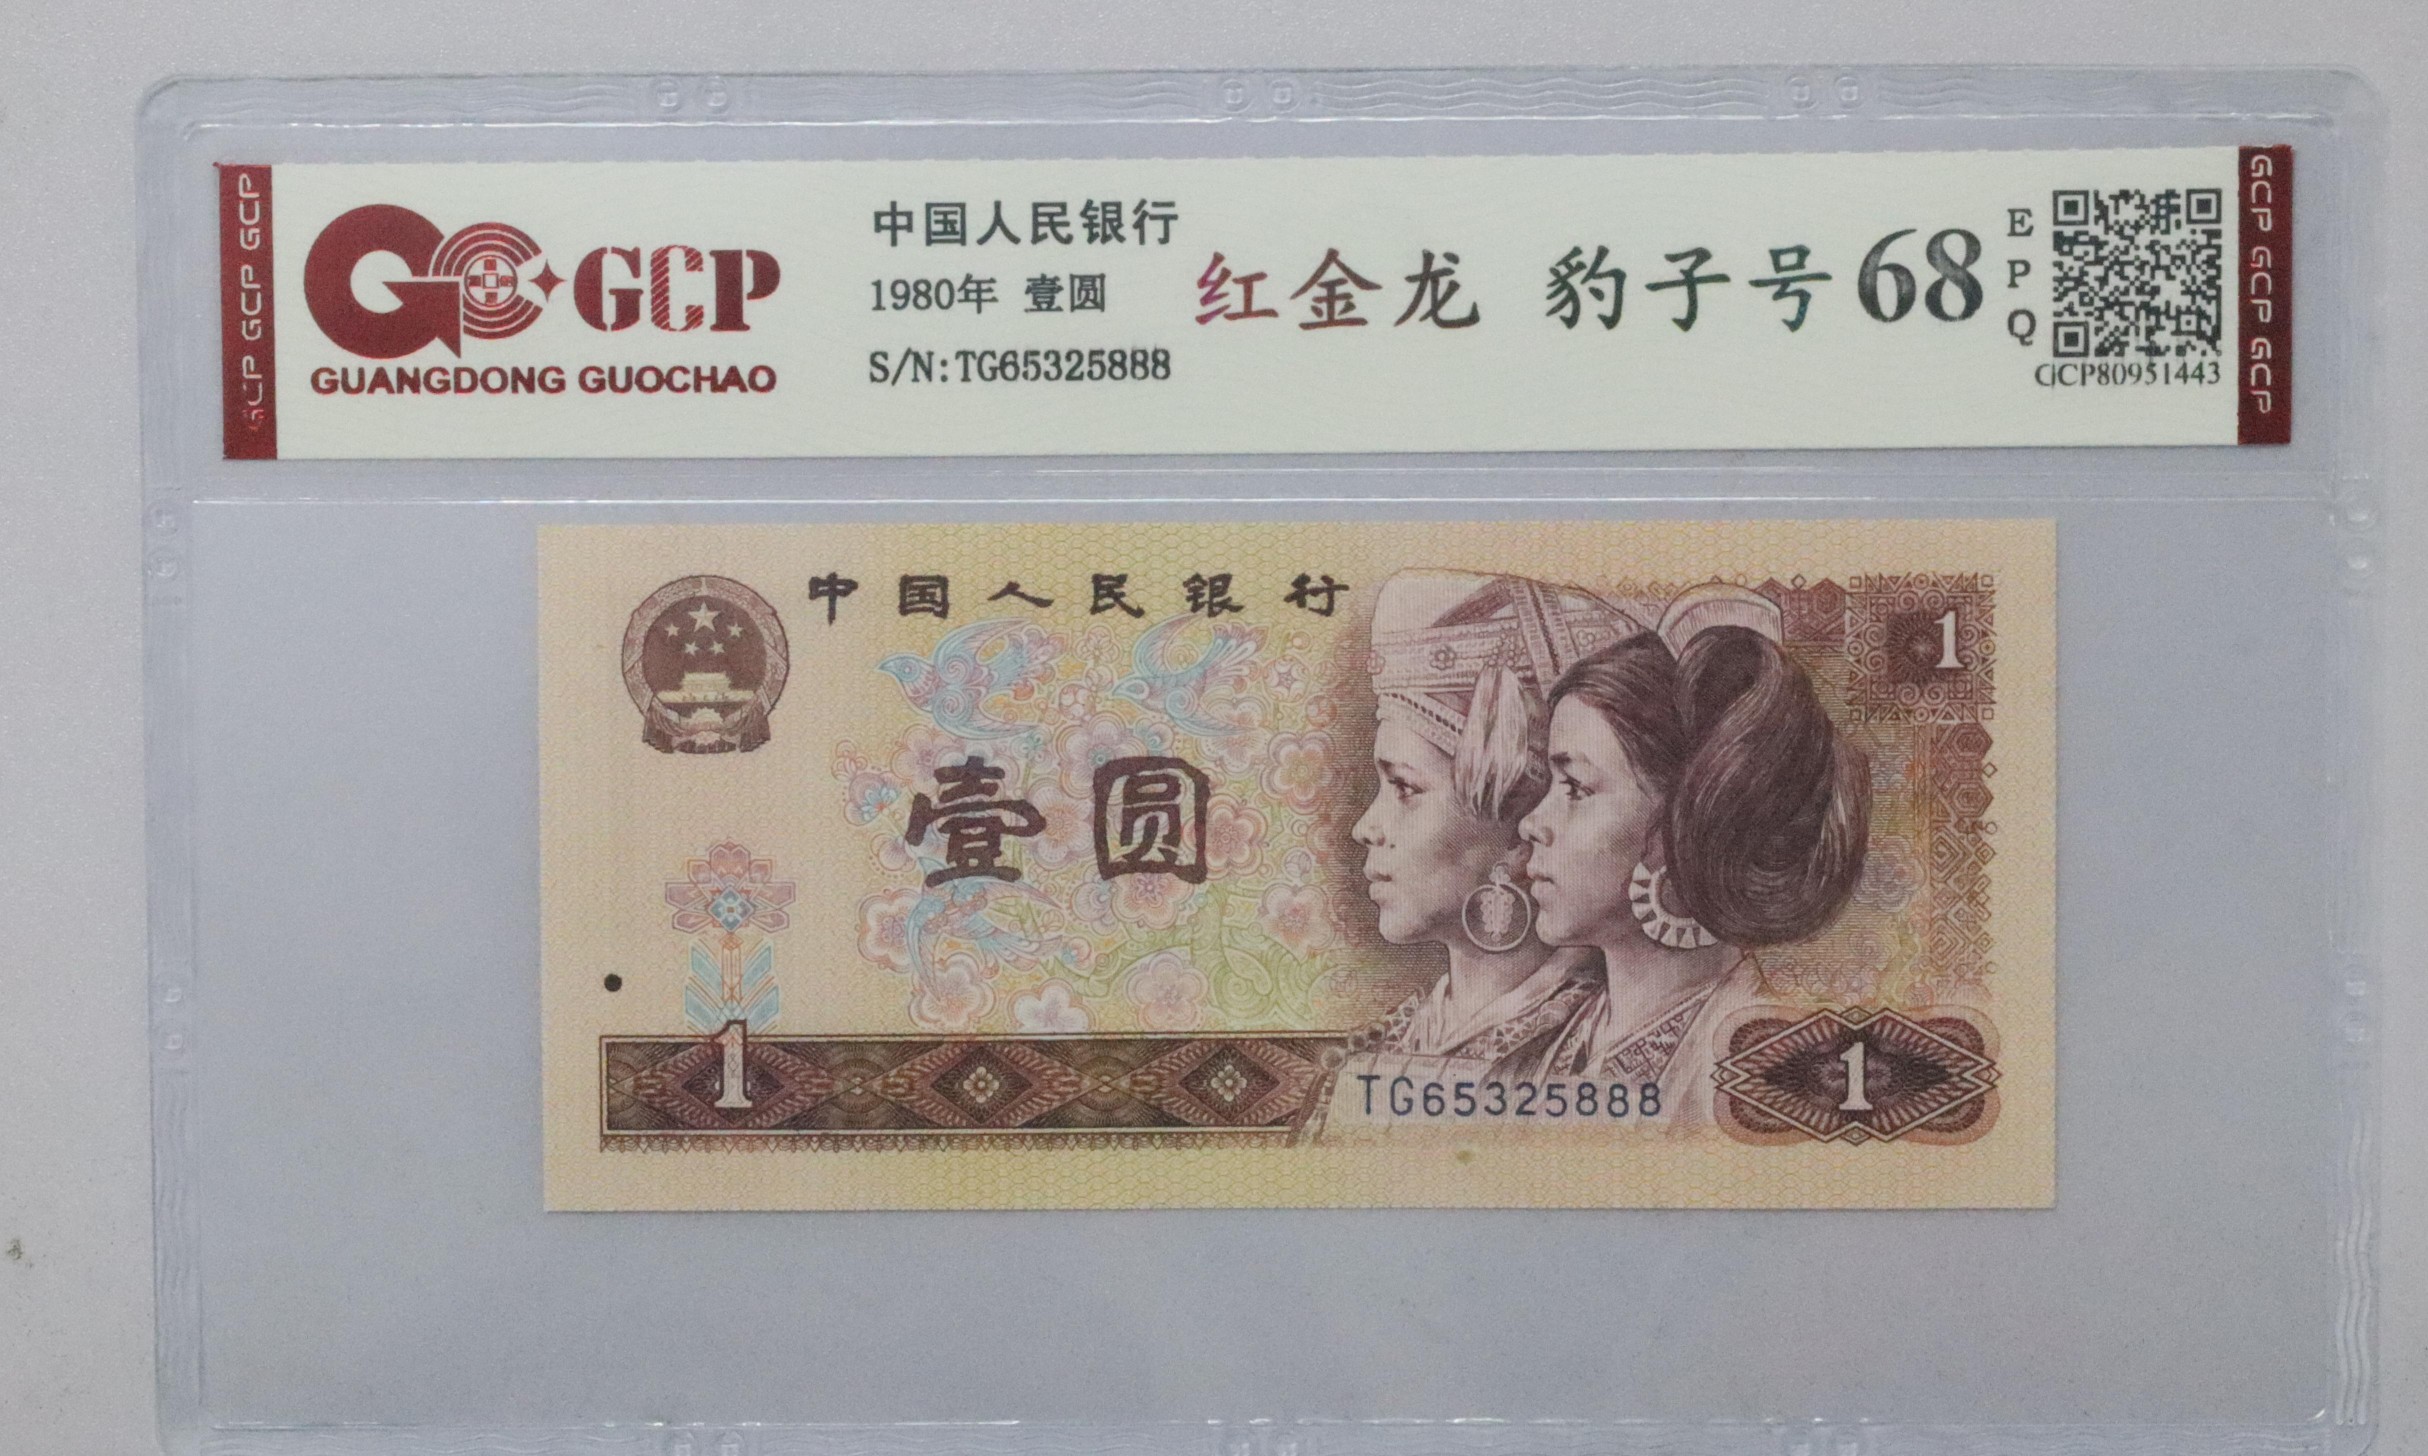 GCP GCP GCP
GCP
GUANGDONG GUOCHAO
中国人民银行
1980年 壹圆
S/N:TG65325888
红金龙 豹子号 68
EPQ
GCP80951443
GCP GCP GCP
中国人民银行
1
壹圆
1
TG65325888
1